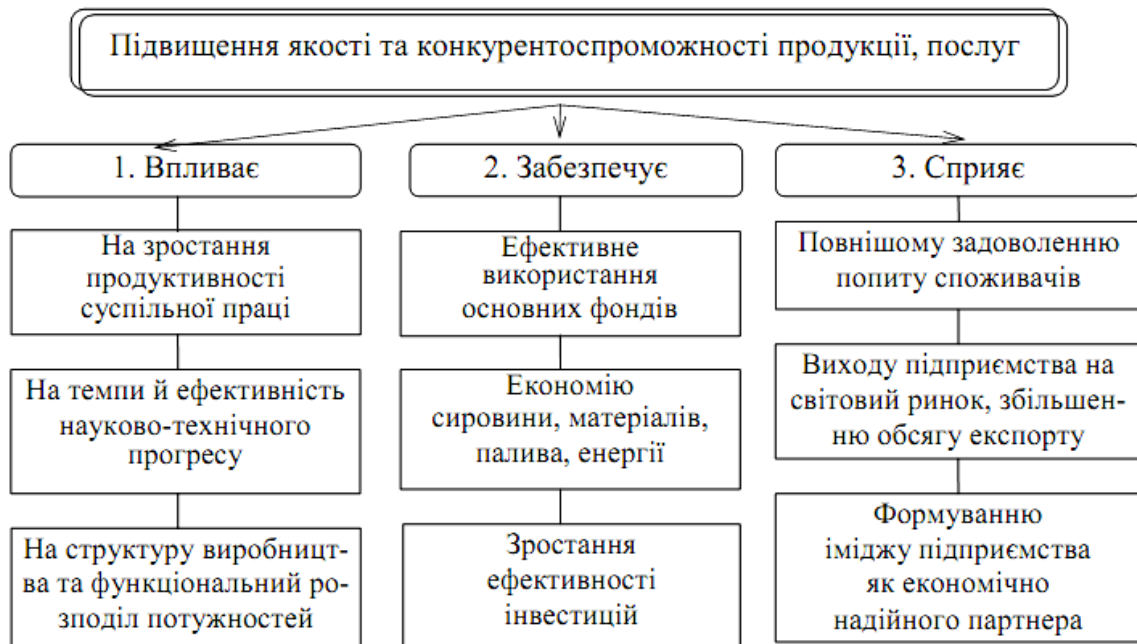 Підвищення якості та конкурентоспроможності продукції, послуг
1. Впливає
На зростання
продуктивності
суспільної праці
На темпи й ефективність
науково-технічного
прогресу
На структуру виробницт-
ва та функціональний ро-
зподіл потужностей
2. Забезпечує
Ефективне
використання
основних фондів
Економію
сировини, матеріалів,
палива, енергії
Зростання
ефективності
інвестицій
3. Сприяє
Повнішому задоволенню
попиту споживачів
Виходу підприємства на
світовий ринок, збільшен-
ню обсягу експорту
Формуванню
іміджу підприємства
як економічно
надійного партнера